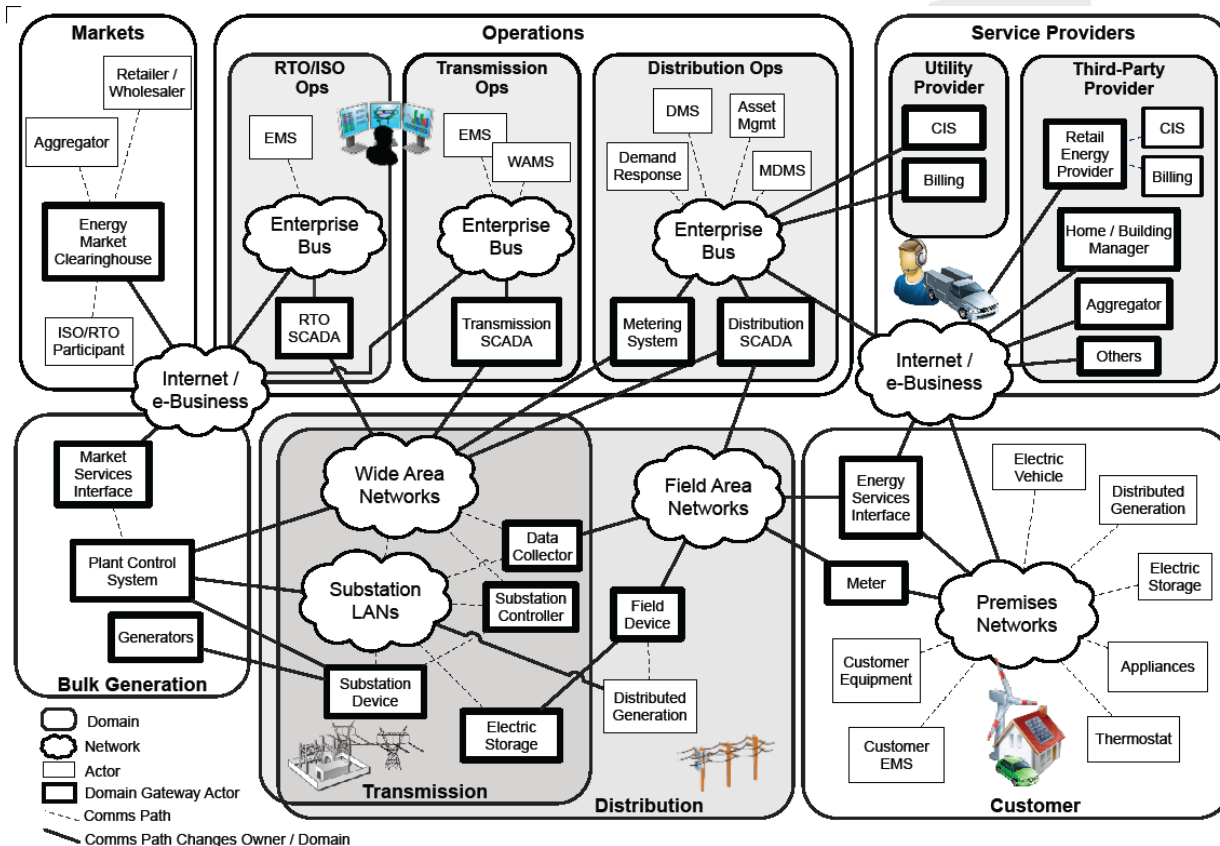 Markets
Retailer /
Wholesaler
Aggregator
Energy
Market
Clearinghouse
ISO/RTO
Participant
Operations
RTO/ISO
Ops
EMS
Enterprise
Bus
RTO
SCADA
Transmission
Ops
EMS
WAMS
Enterprise
Bus
Transmission
SCADA
Distribution Ops
DMS
Asset
Mgmt
Demand
Response
MDMS
Enterprise
Bus
Metering
System
Distribution
SCADA
Service Providers
Utility
Provider
CIS
Billing
Third-Party
Provider
Retail
Energy
Provider
CIS
Billing
Home / Building
Manager
Aggregator
Others
Internet /
e-Business
Internet /
e-Business
Market
Services
Interface
Plant Control
System
Generators
Bulk Generation
Wide Area
Networks
Substation
LANs
Data
Collector
Substation
Controller
Substation
Device
Electric
Storage
Transmission
Field Area
Networks
Field
Device
Distributed
Generation
Distribution
Energy
Services
Interface
Meter
Electric
Vehicle
Distributed
Generation
Electric
Storage
Premises
Networks
Customer
Equipment
Appliances
Customer
EMS
Thermostat
Customer
Domain
Network
Actor
Domain Gateway Actor
Comms Path
Comms Path Changes Owner / Domain